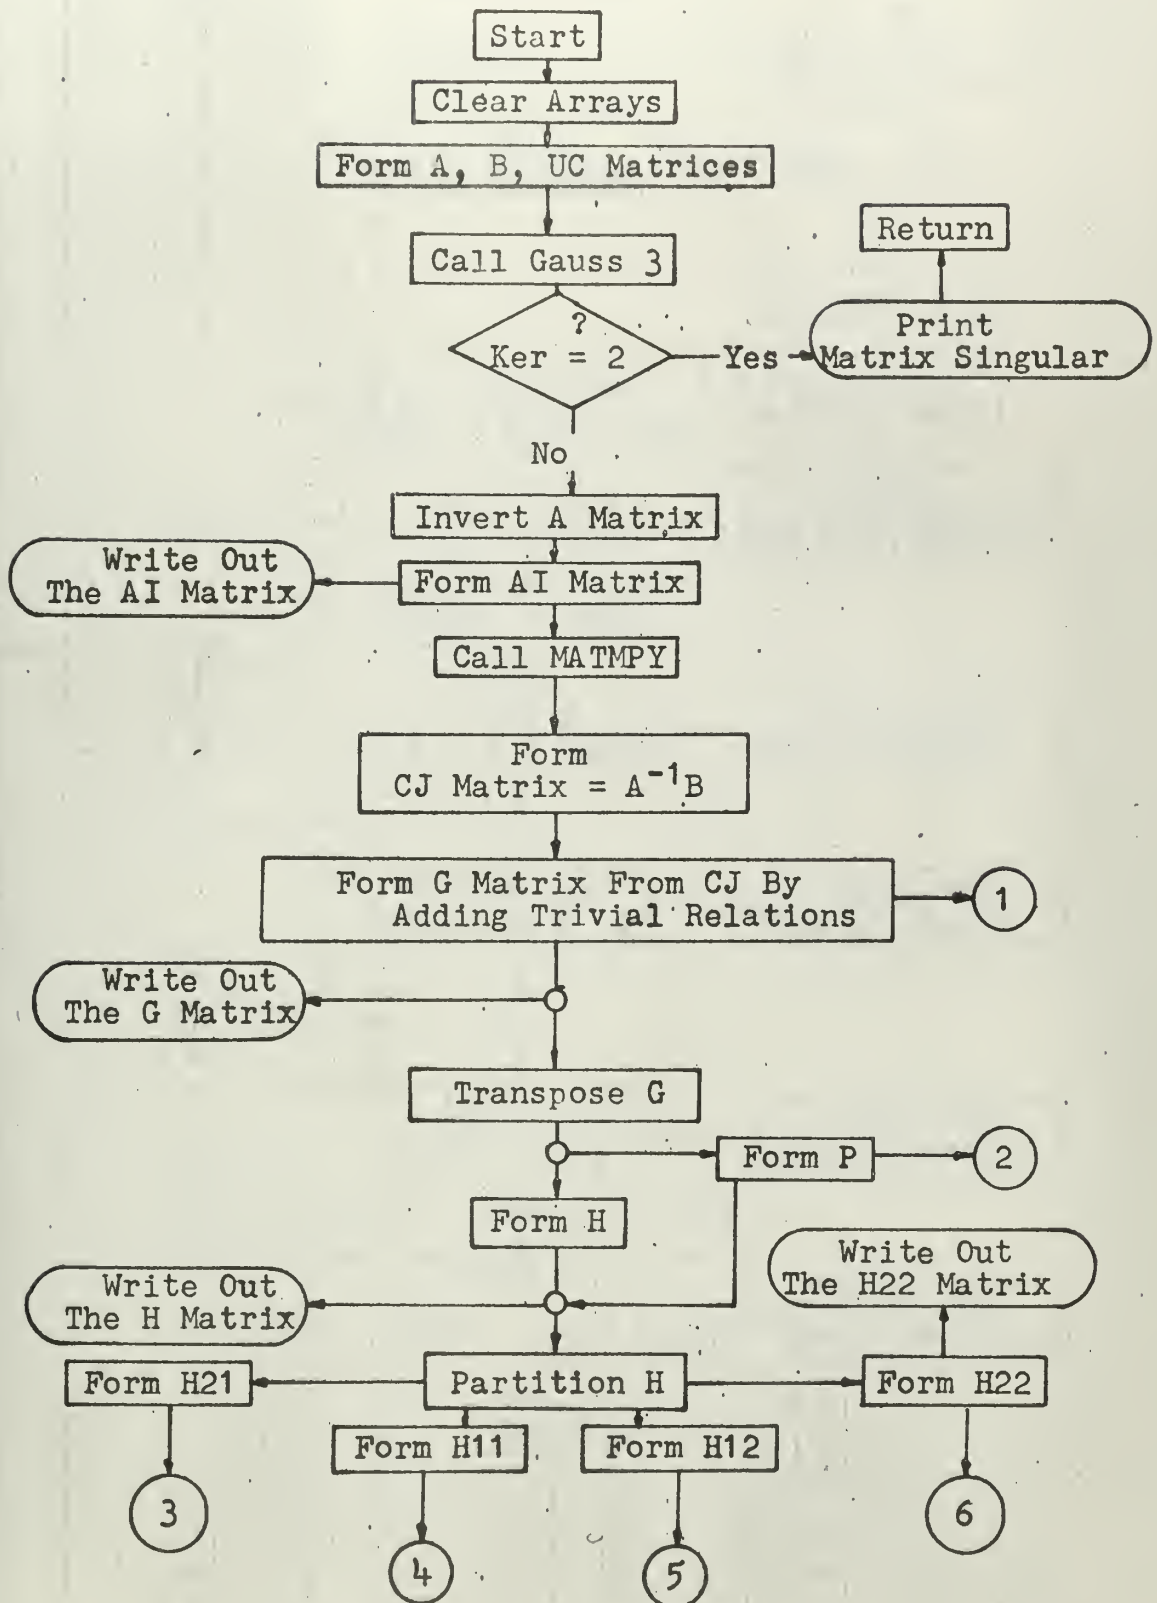 Start
Clear Arrays
Form A, B, UC Matrices
Return
Call Gauss 3
?
Ker = 2
Yes
Print
Matrix Singular
No
Invert A Matrix
Write Out
The AI Matrix
Form AI Matrix
Call MATMPY
Form
CJ Matrix = A⁻¹B
Form G Matrix From CJ By
Adding Trivial Relations
1
Write Out
The G Matrix
Transpose G
Form P
2
Form H
Write Out
The H22 Matrix
Write Out
The H Matrix
Form H21
Partition H
Form H22
Form H11
Form H12
3
6
4
5